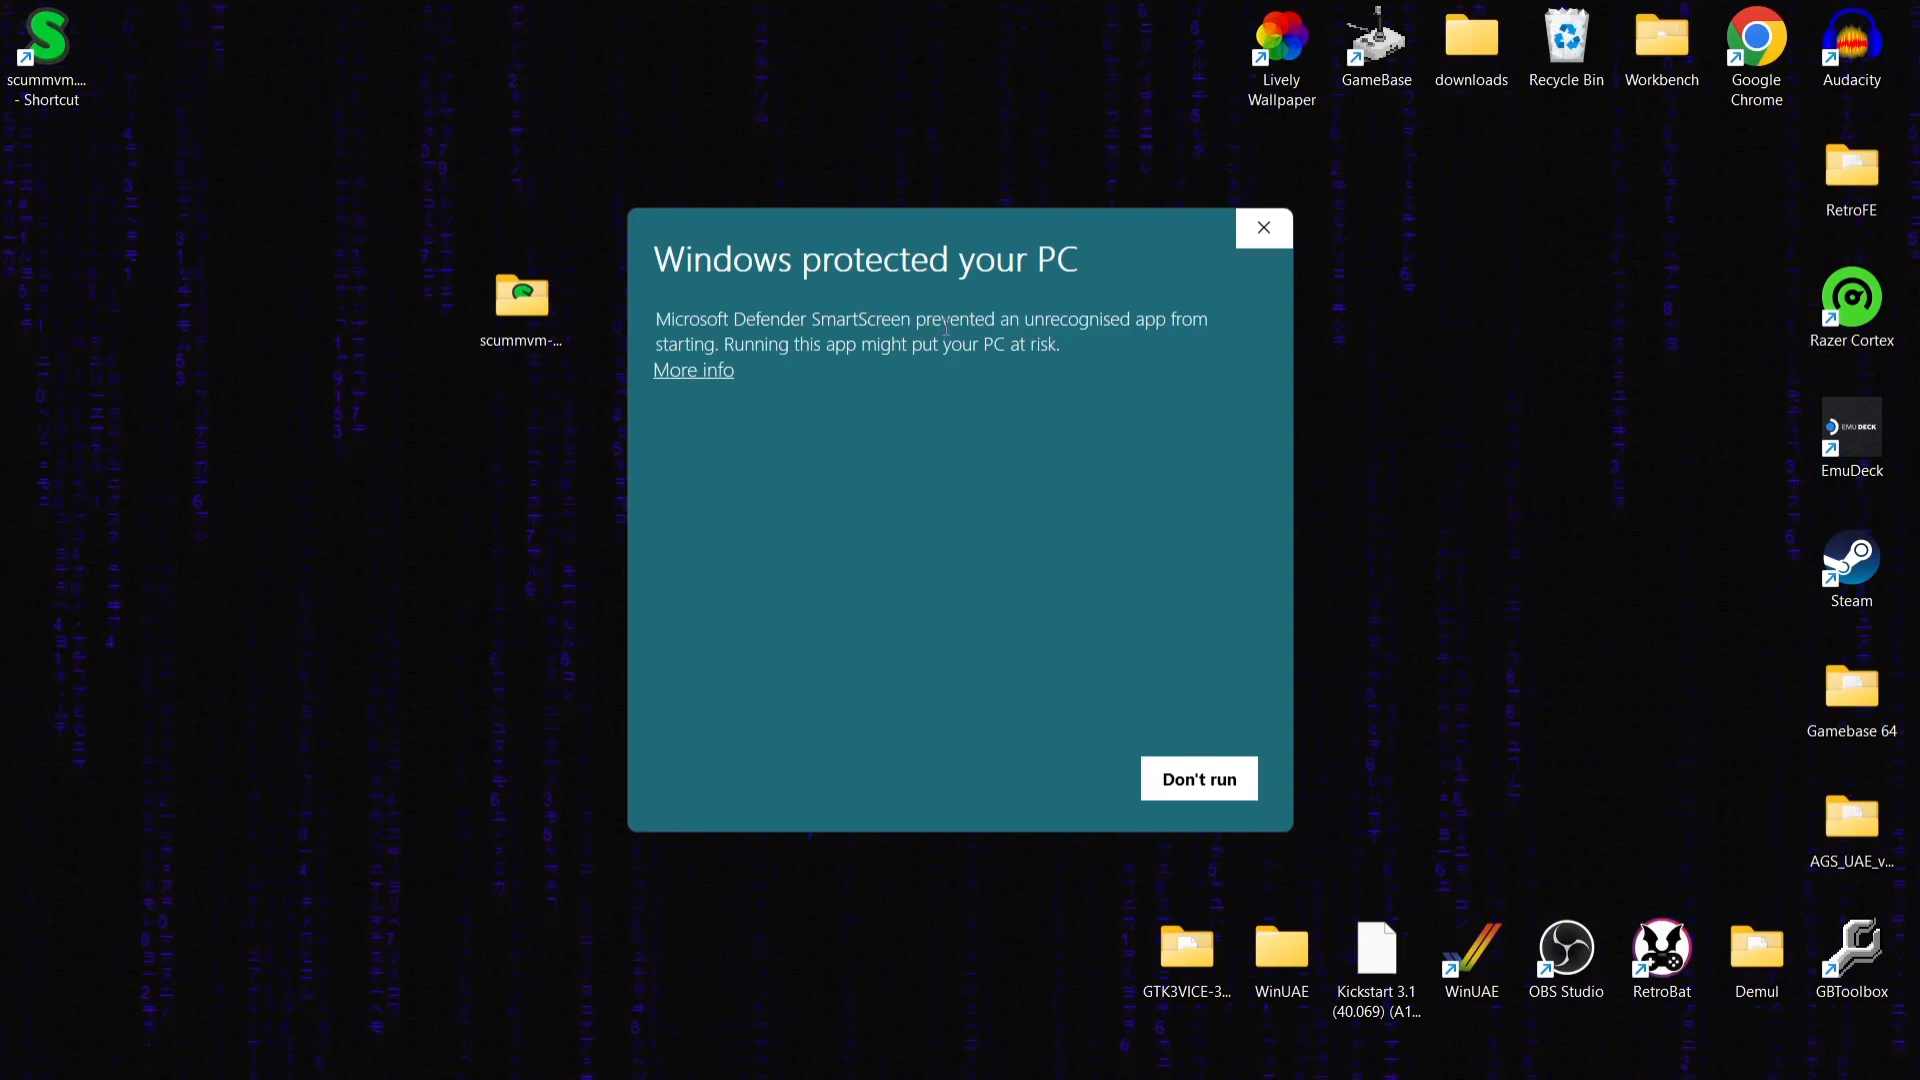 scummvm....
- Shortcut
Lively
Wallpaper
GameBase
downloads
Recycle Bin
Workbench
Google
Chrome
Audacity
RetroFE
scummvm-...
Razer Cortex
Windows protected your PC
Microsoft Defender SmartScreen prevented an unrecognised app from
starting. Running this app might put your PC at risk.
More info
EMU DECK
EmuDeck
Steam
Gamebase 64
Don't run
AGS_UAE_v...
GTK3VICE-3...
WinUAE
Kickstart 3.1
(40.069) (A1...
WinUAE
OBS Studio
RetroBat
Demul
GBToolbox